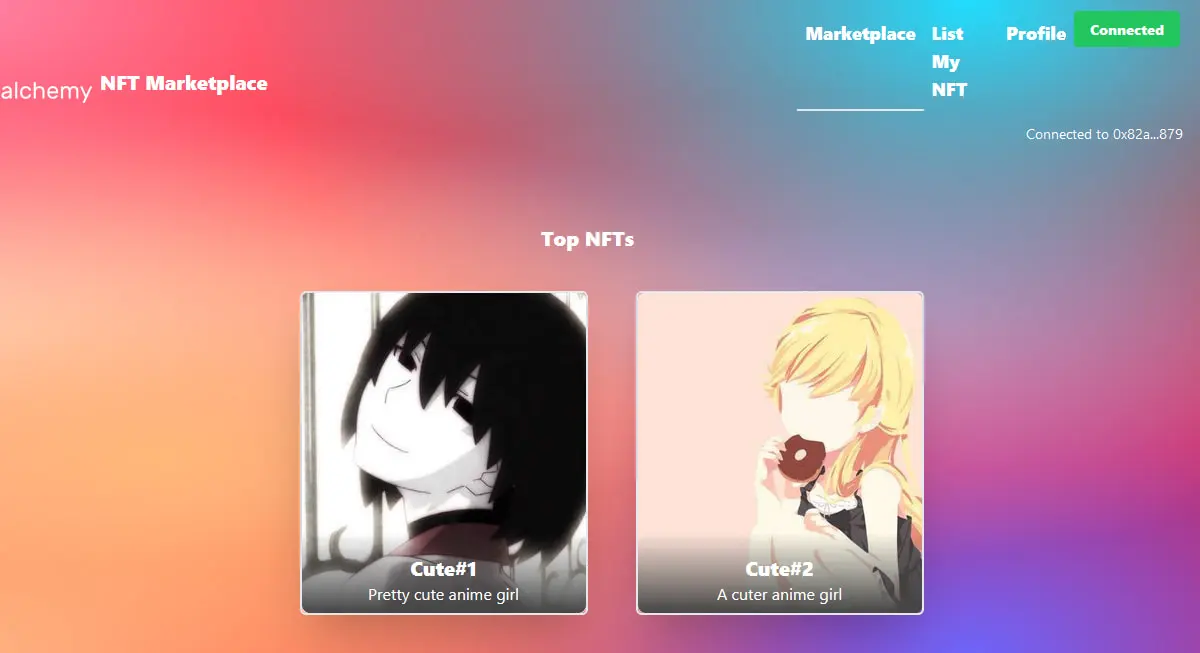 Marketplace
List
My
NFT
Profile
Connected
alchemy
NFT Marketplace
Connected to 0x82a...879
Top NFTs
Cute#1
Pretty cute anime girl
Cute#2
A cuter anime girl